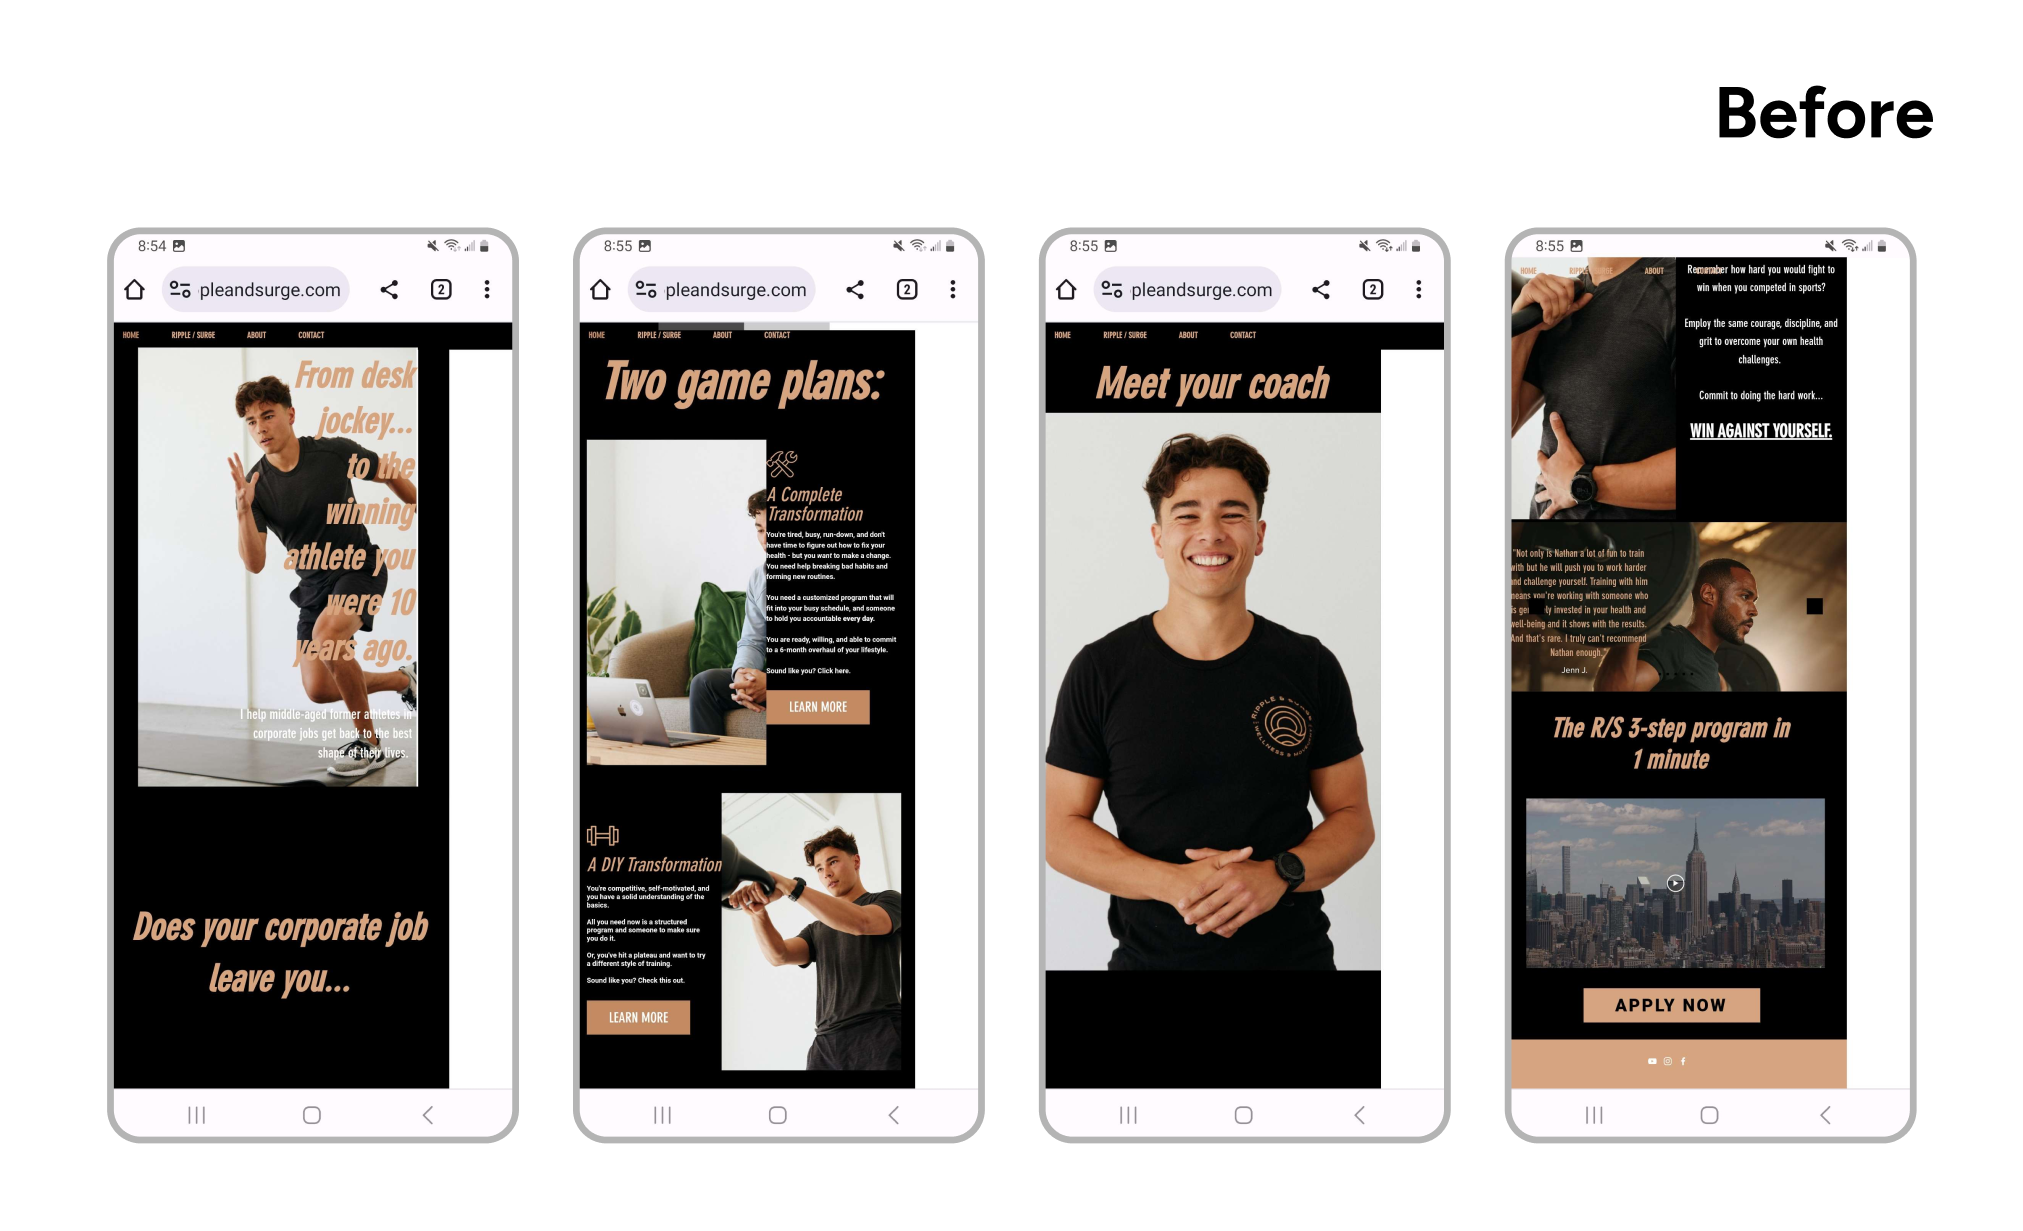 Before
8:54
2
pleandsurge.com
HOME
RIPPLE / SURGE
ABOUT
CONTACT
From desk
jockey...
to the
winning
athlete you
were 10
years ago.
I help middle-aged former athletes in
corporate jobs get back to the best
shape of their lives.
Does your corporate job
leave you...
8:55
pleandsurge.com
2
HOME
RIPPLE / SURGE
ABOUT
CONTACT
Two game plans:
A Complete
Transformation
You're tired, busy, run-down, and don't
have time to figure out how to fix your
health - but you want to make a change.
You need help breaking bad habits and
forming new routines.
You need a customized program that will
fit into your busy schedule, and someone
to hold you accountable every day.
You are ready, willing, and able to commit
to a 6-month overhaul of your lifestyle.
Sound like you? Click here.
LEARN MORE
A DIY Transformation
You're competitive, self-motivated, and
you have a solid understanding of the
basics.
All you need now is a structured
program and someone to make sure
you do it.
Or, you've hit a plateau and want to try
a different style of training.
Sound like you? Check this out.
LEARN MORE
8:55
pleandsurge.com
2
HOME
RIPPLE / SURGE
ABOUT
CONTACT
Meet your coach
RIPPLE & SURGE
WELLNESS &
8:55
HOME
ABOUT
Remember how hard you would fight to
win when you competed in sports?
Employ the same courage, discipline, and
grit to overcome your own health
challenges.
Commit to doing the hard work...
WIN AGAINST YOURSELF.
"Not only is Nathan a lot of fun to train
with but he will push you to work harder
and challenge yourself. Training with him
means you're working with someone who
is genuinely invested in your health and
well-being and it shows with the results.
And that's rare. I truly can't recommend
Nathan enough."
Jenn J.
The R/S 3-step program in
1 minute
APPLY NOW